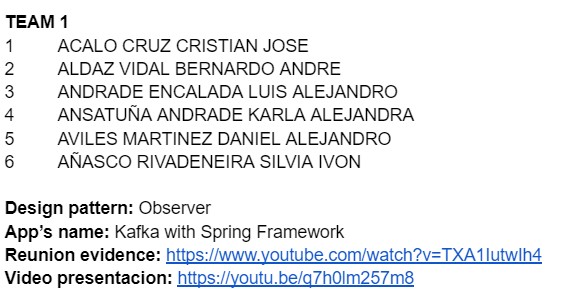 TEAM 1
1 ACALO CRUZ CRISTIAN JOSE
2 ALDAZ VIDAL BERNARDO ANDRE
3 ANDRADE ENCALADA LUIS ALEJANDRO
4 ANSATUÑA ANDRADE KARLA ALEJANDRA
5 AVILES MARTINEZ DANIEL ALEJANDRO
6 AÑASCO RIVADENEIRA SILVIA IVON
Design pattern: Observer
App’s name: Kafka with Spring Framework
Reunion evidence: https://www.youtube.com/watch?v=TXA1IutwIh4
Video presentacion: https://youtu.be/q7h0lm257m8